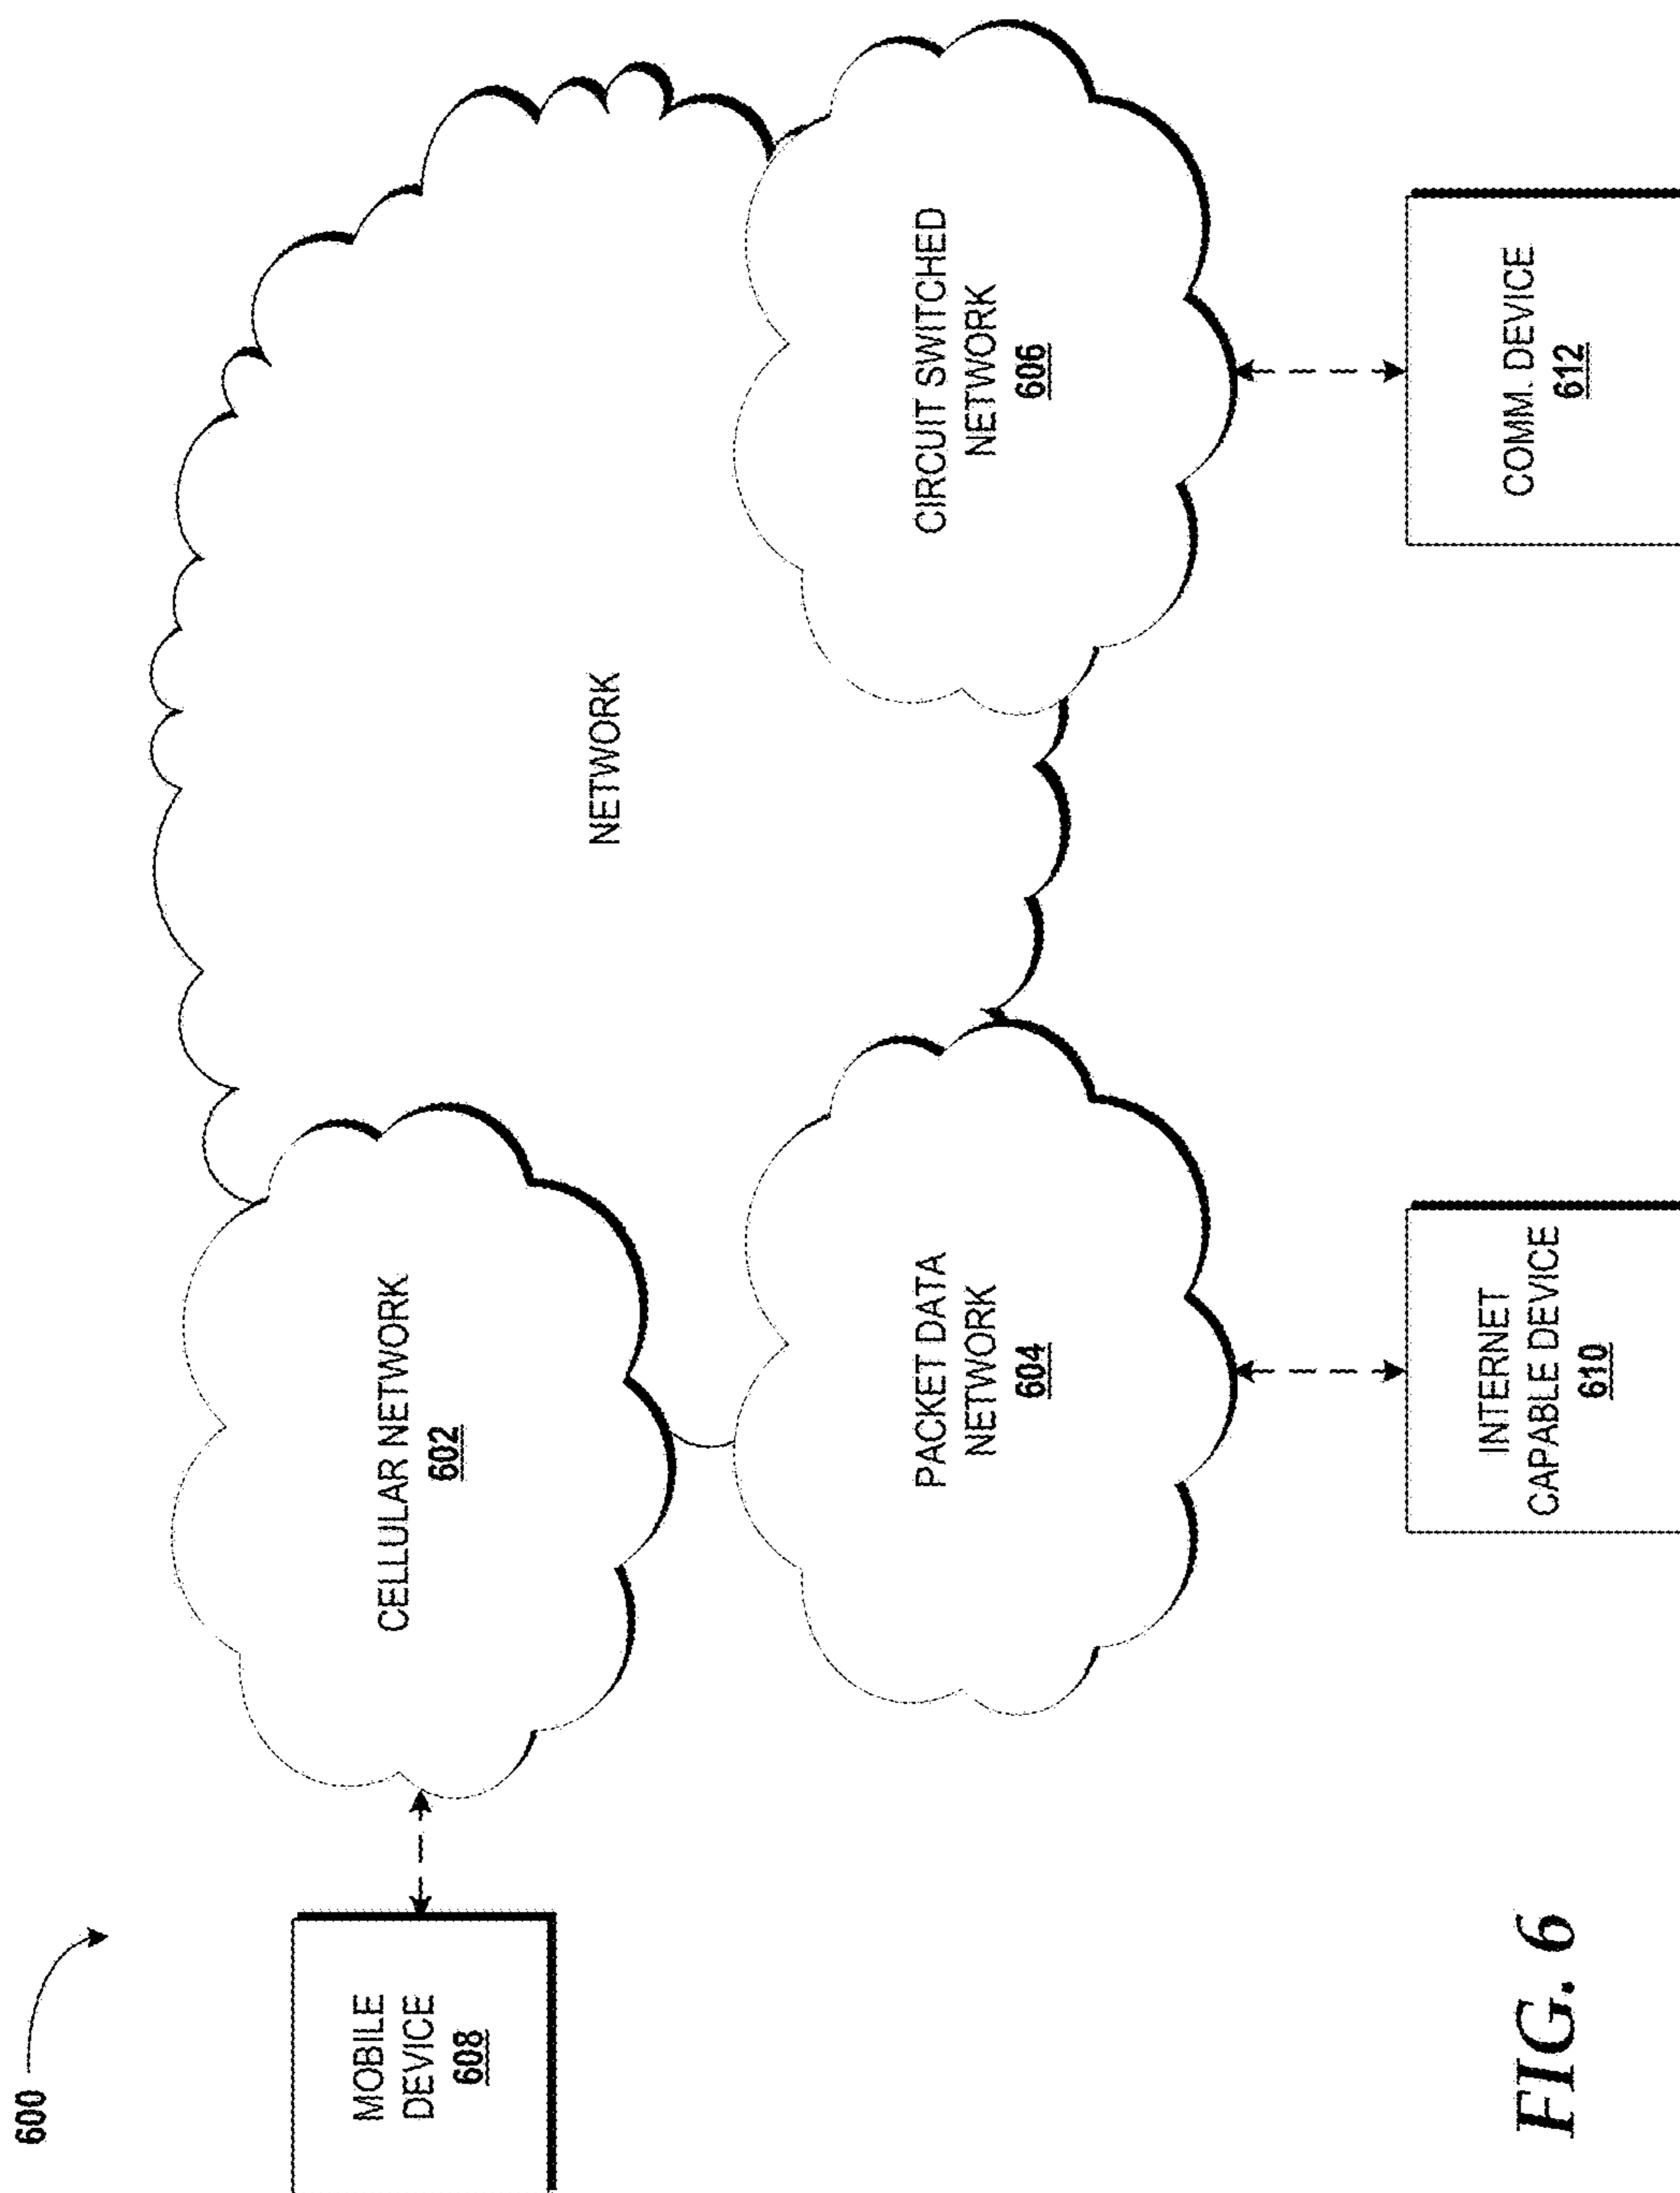 600
MOBILE
DEVICE
608
CELLULAR NETWORK
602
NETWORK
PACKET DATA
NETWORK
604
CIRCUIT SWITCHED
NETWORK
606
INTERNET
CAPABLE DEVICE
610
COMM. DEVICE
612
FIG. 6